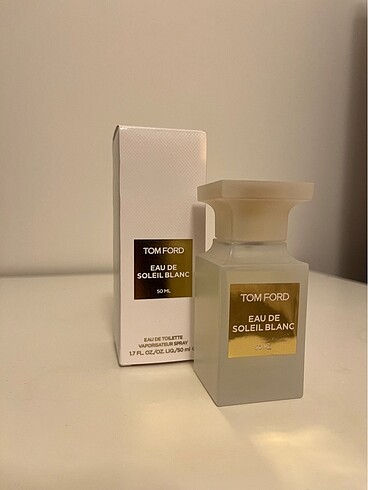 TOM FORD
EAU DE
SOLEIL BLANC
50 ML
EAU DE TOILETTE
VAPORISATEUR SPRAY
1.7 FL. OZ./OZ. LIQ./50 ml
TOM FORD
EAU DE
SOLEIL BLANC